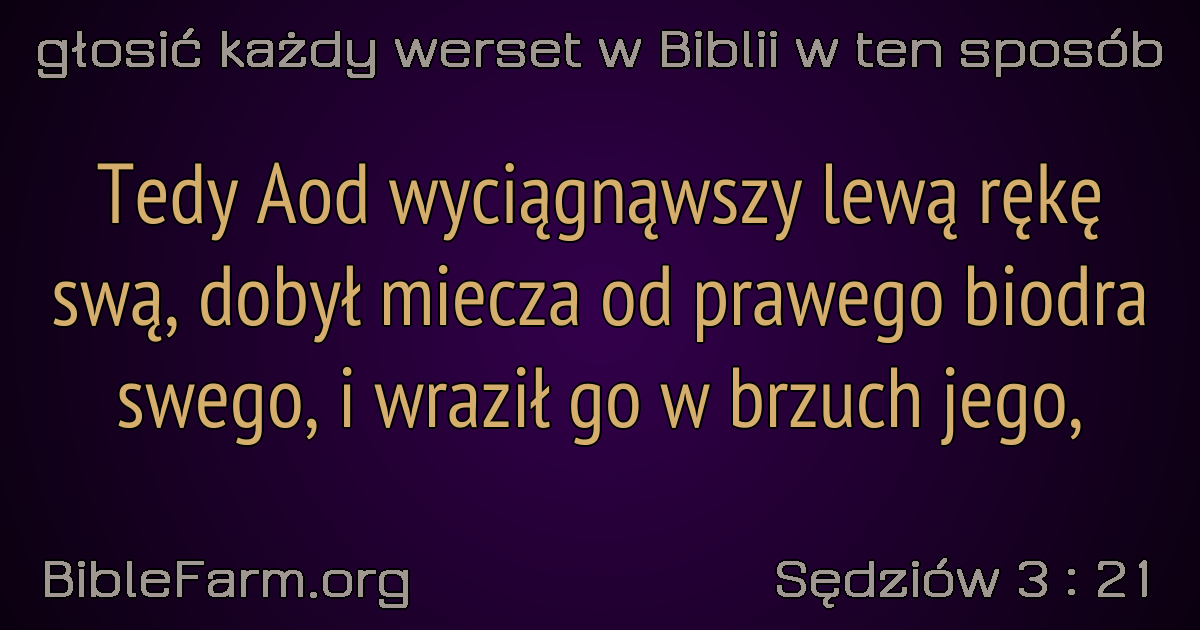 głosić każdy werset w Biblii w ten sposób
Tedy Aod wyciągnąwszy lewą rękę
swą, dobył miecza od prawego biodra
swego, i wraził go w brzuch jego,
BibleFarm.org
Sędziów 3 : 21